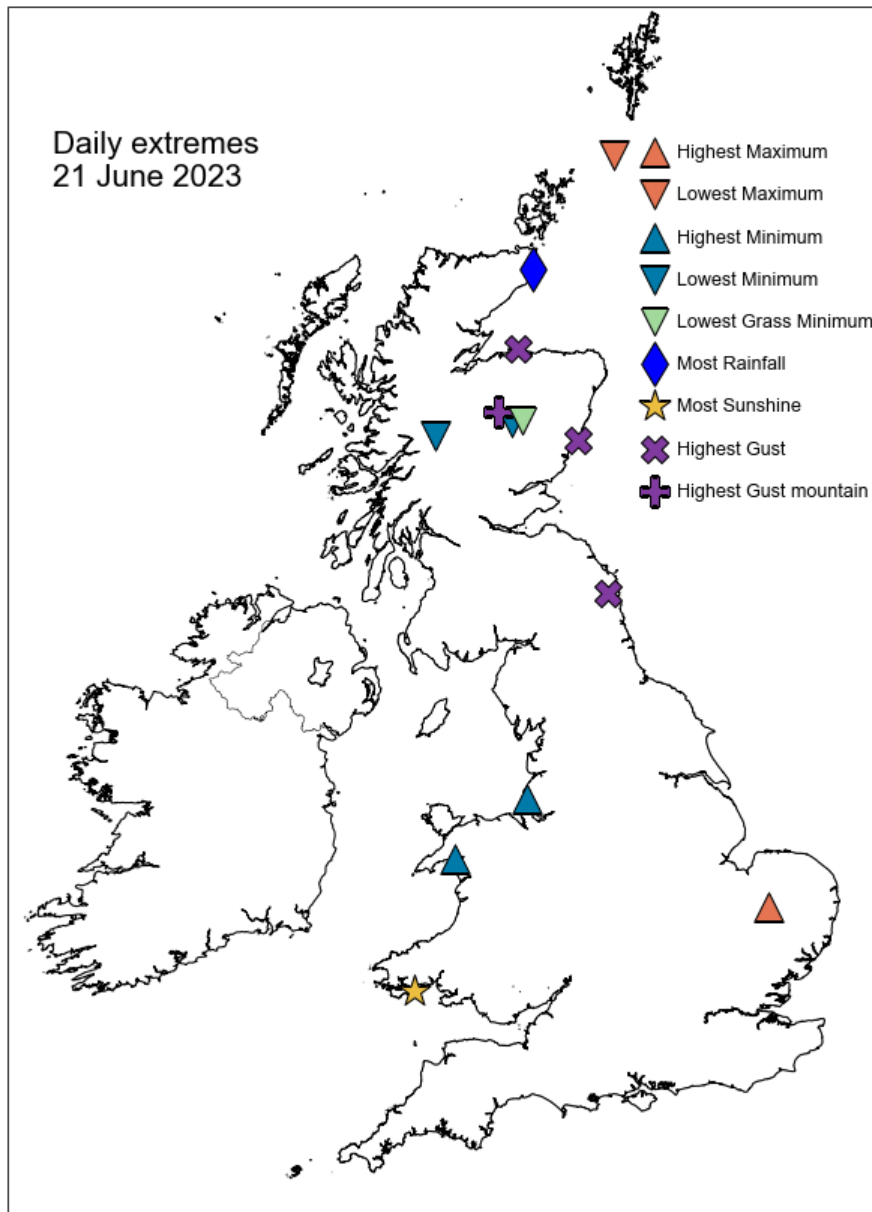 Daily extremes
21 June 2023
Highest Maximum
Lowest Maximum
Highest Minimum
Lowest Minimum
Lowest Grass Minimum
Most Rainfall
Most Sunshine
Highest Gust
Highest Gust mountain